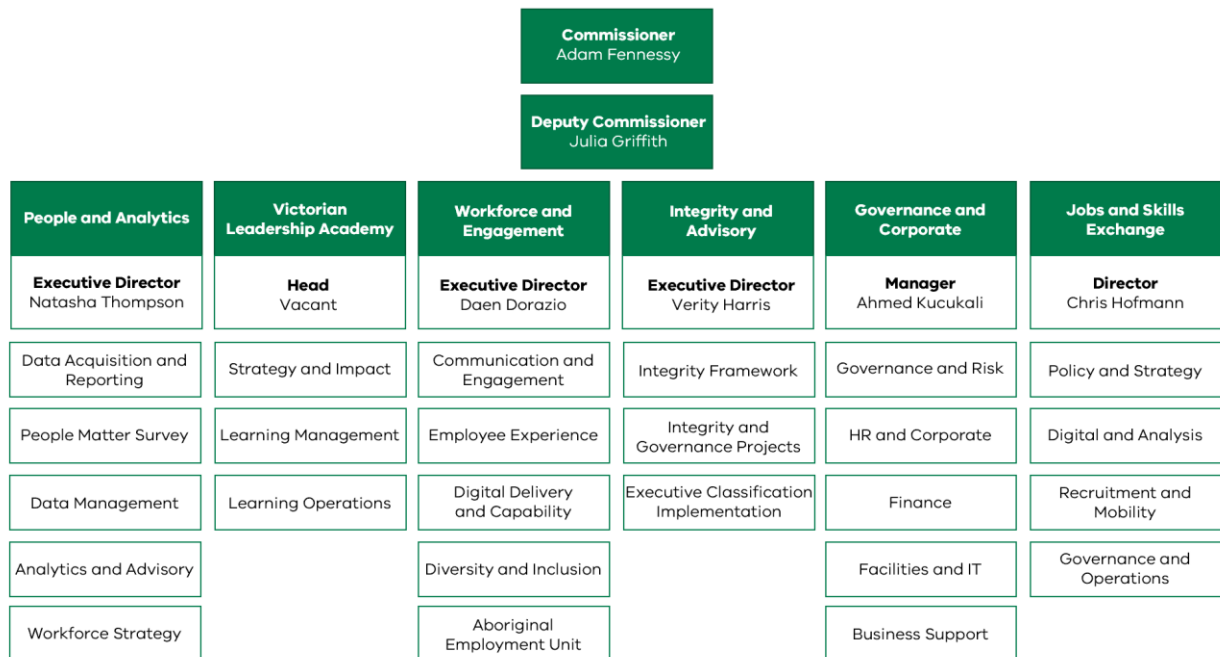 Commissioner
Adam Fennessy
Deputy Commissioner
Julia Griffith
People and Analytics
Executive Director
Natasha Thompson
Data Acquisition and
Reporting
People Matter Survey
Data Management
Analytics and Advisory
Workforce Strategy
Victorian
Leadership Academy
Head
Vacant
Strategy and Impact
Learning Management
Learning Operations
Workforce and
Engagement
Executive Director
Daen Dorazio
Communication and
Engagement
Employee Experience
Digital Delivery
and Capability
Diversity and Inclusion
Aboriginal
Employment Unit
Integrity and
Advisory
Executive Director
Verity Harris
Integrity Framework
Integrity and
Governance Projects
Executive Classification
Implementation
Governance and
Corporate
Manager
Ahmed Kucukali
Governance and Risk
HR and Corporate
Finance
Facilities and IT
Business Support
Jobs and Skills
Exchange
Director
Chris Hofmann
Policy and Strategy
Digital and Analysis
Recruitment and
Mobility
Governance and
Operations